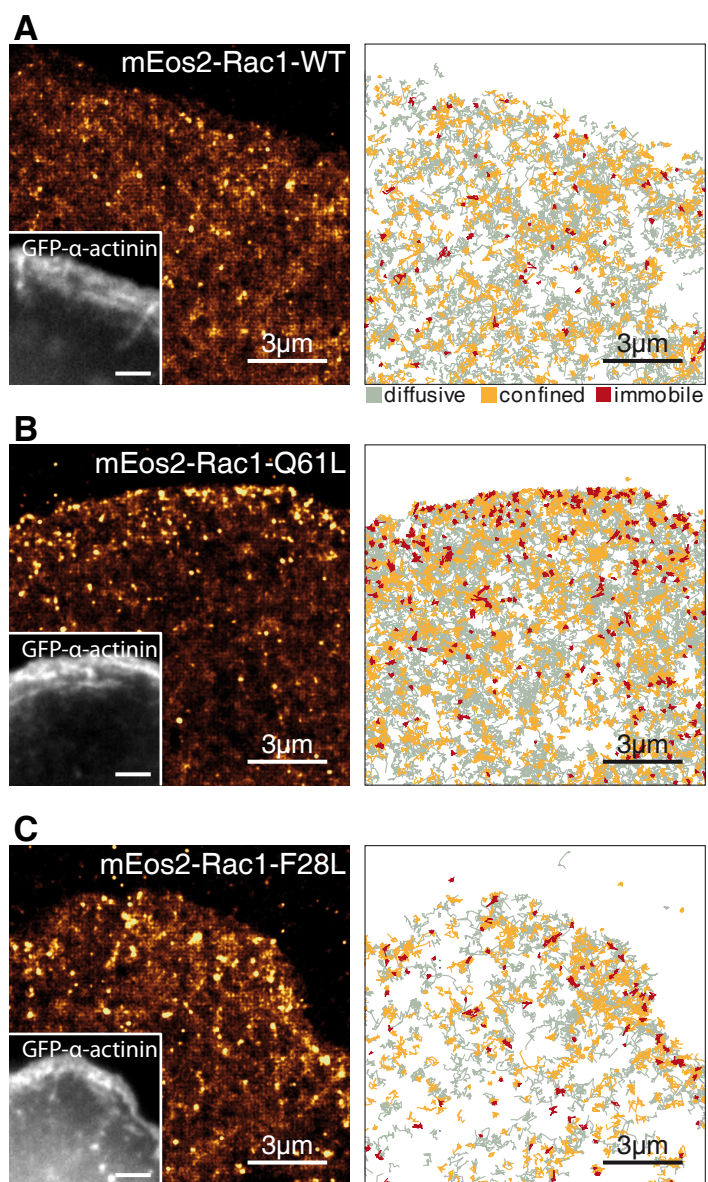 A
mEos2-Rac1-WT
GFP-α-actinin
3µm
3µm
diffusive confined immobile
B
mEos2-Rac1-Q61L
GFP-α-actinin
3µm
3µm
C
mEos2-Rac1-F28L
GFP-α-actinin
3µm
3µm